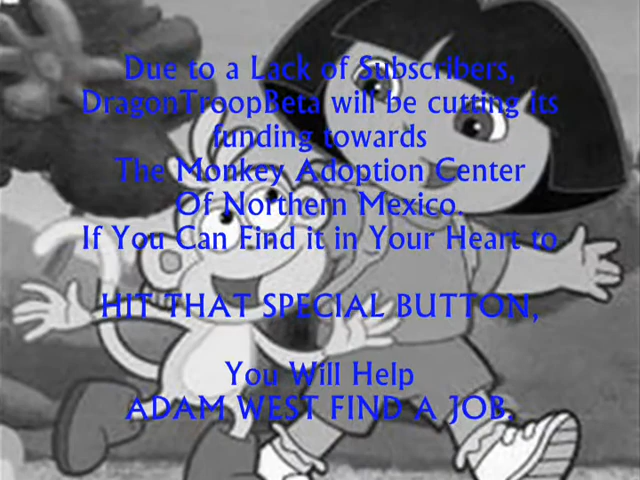 Due to a Lack of Subscribers,
DragonTroopBeta will be cutting its
funding towards
The Monkey Adoption Center
Of Northern Mexico.
If You Can Find it in Your Heart to
HIT THAT SPECIAL BUTTON,
You Will Help
ADAM WEST FIND A JOB.